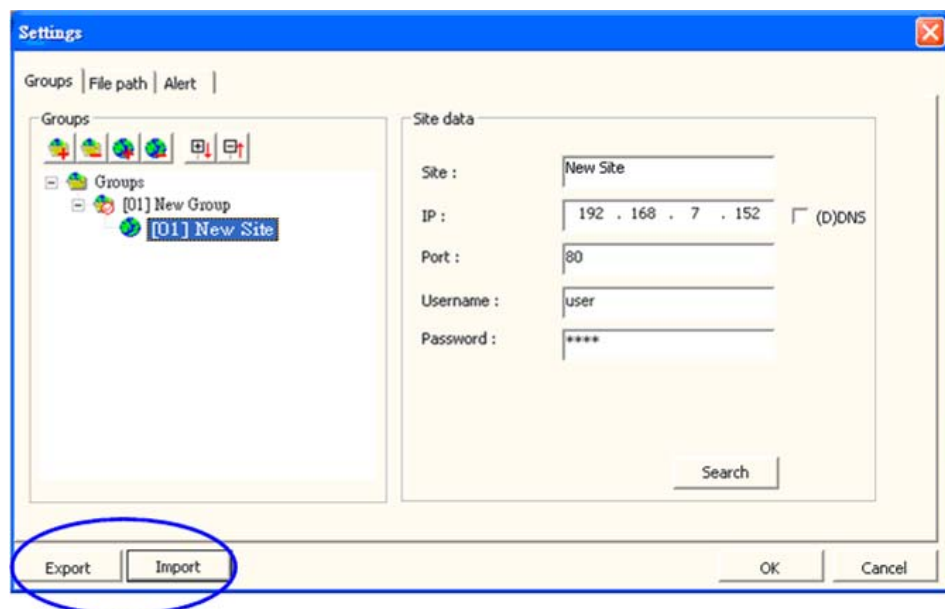 Settings
Groups File path Alert
Groups
Groups
[01] New Group
[01] New Site
Site data
Site : New Site
IP : 192 . 168 . 7 . 152 (D)DNS
Port : 80
Username : user
Password : ****
Search
Export Import OK Cancel